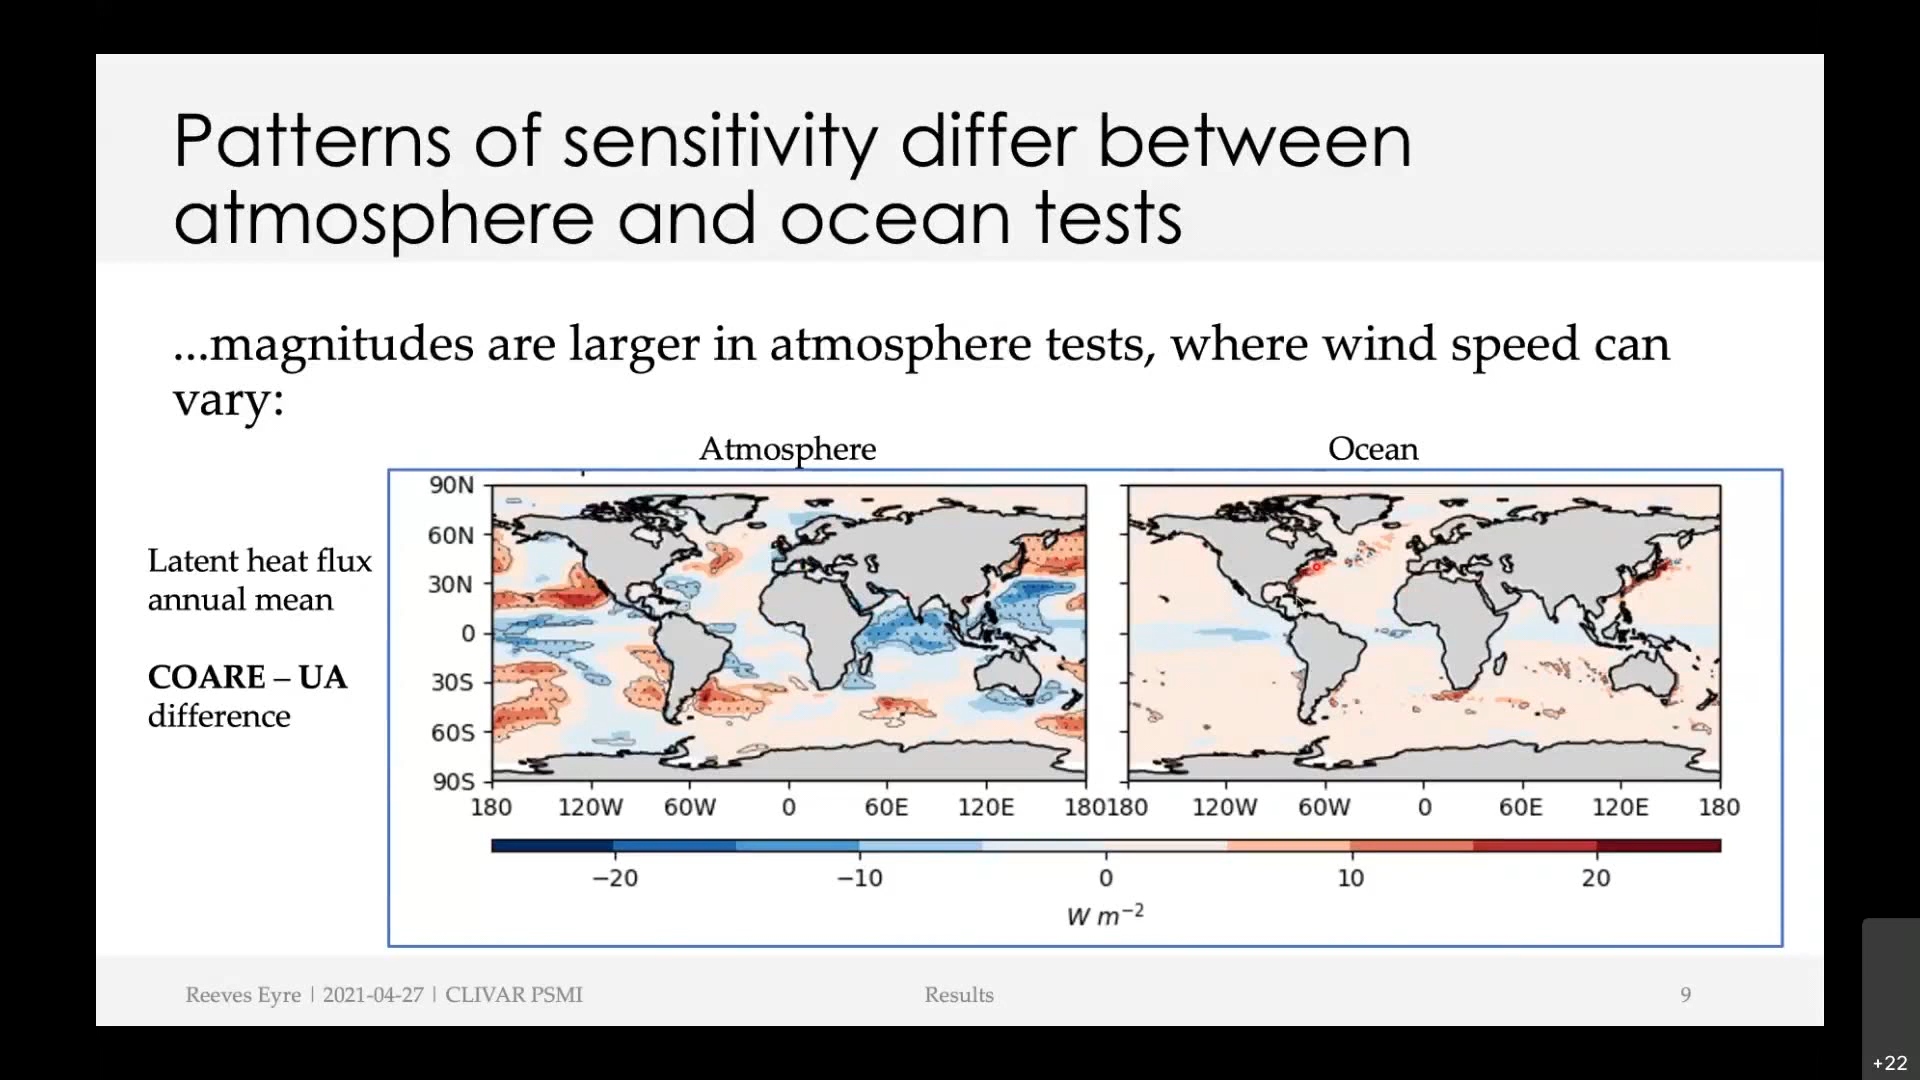 Patterns of sensitivity differ between
atmosphere and ocean tests
...magnitudes are larger in atmosphere tests, where wind speed can
vary:
Atmosphere
Ocean
Latent heat flux
annual mean
COARE – UA
difference
90N
60N
30N
0
30S
60S
90S
180 120W 60W 0 60E 120E 180
180 120W 60W 0 60E 120E 180
−20 −10 0 10 20
W m−2
Reeves Eyre | 2021-04-27 | CLIVAR PSMI
Results
9
+22